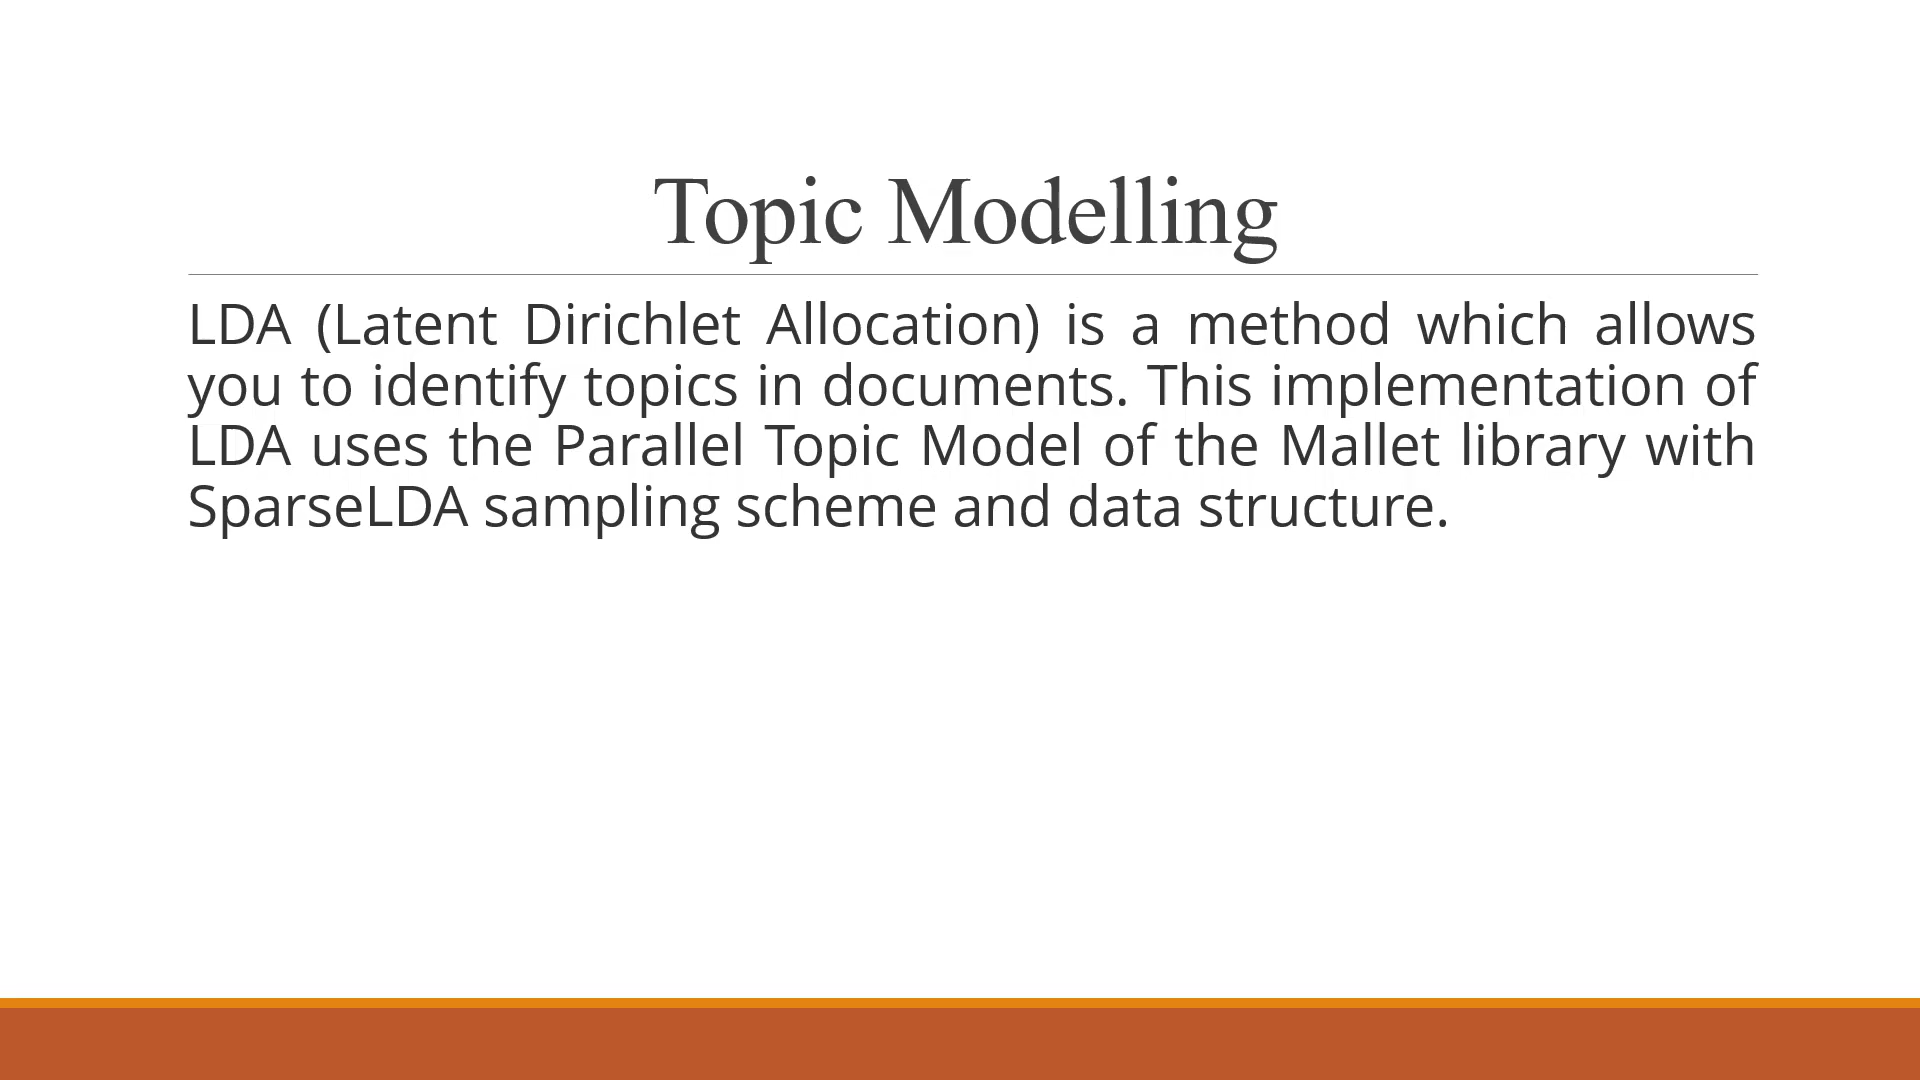 Topic Modelling
LDA (Latent Dirichlet Allocation) is a method which allows
you to identify topics in documents. This implementation of
LDA uses the Parallel Topic Model of the Mallet library with
SparseLDA sampling scheme and data structure.